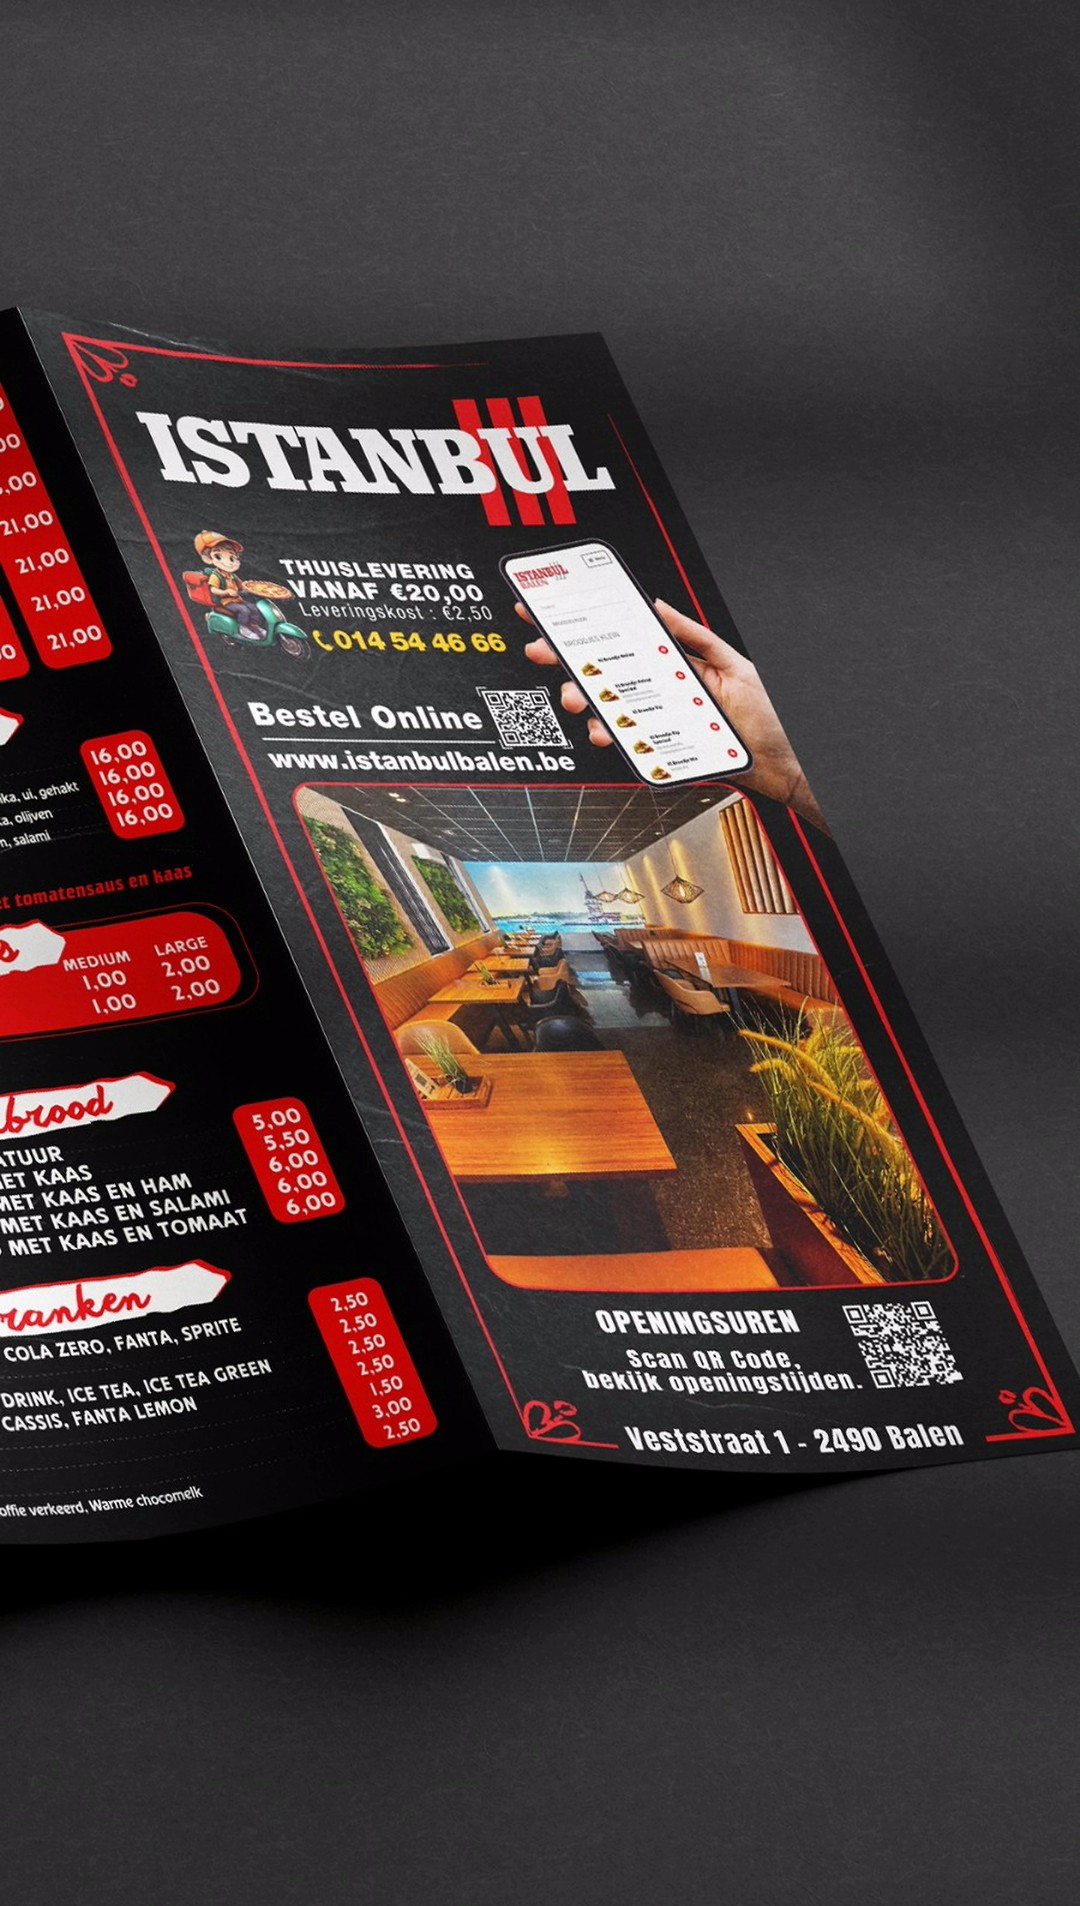 ,00
21,00
21,00
21,00
21,00
16,00
16,00
16,00
16,00
ui, gehakt
olijven
salami
tomatensaus en kaas
MEDIUM LARGE
1,00 2,00
1,00 2,00
brood
MET KAAS
MET KAAS EN HAM
MET KAAS EN SALAMI
MET KAAS EN TOMAAT
5,00
5,50
6,00
6,00
6,00
ranken
COLA ZERO, FANTA, SPRITE
DRINK, ICE TEA, ICE TEA GREEN
CASSIS, FANTA LEMON
2,50
2,50
2,50
2,50
1,50
3,00
2,50
offie verkeerd, Warme chocomelk
ISTANBUL
THUISLEVERING
VANAF €20,00
Leveringskost : €2,50
014 54 46 66
Bestel Online
www.istanbulbalen.be
ISTANBUL
BALEN
BROODJES KLEIN
OPENINGSUREN
Scan QR Code,
bekijk openingstijden.
Veststraat 1 - 2490 Balen